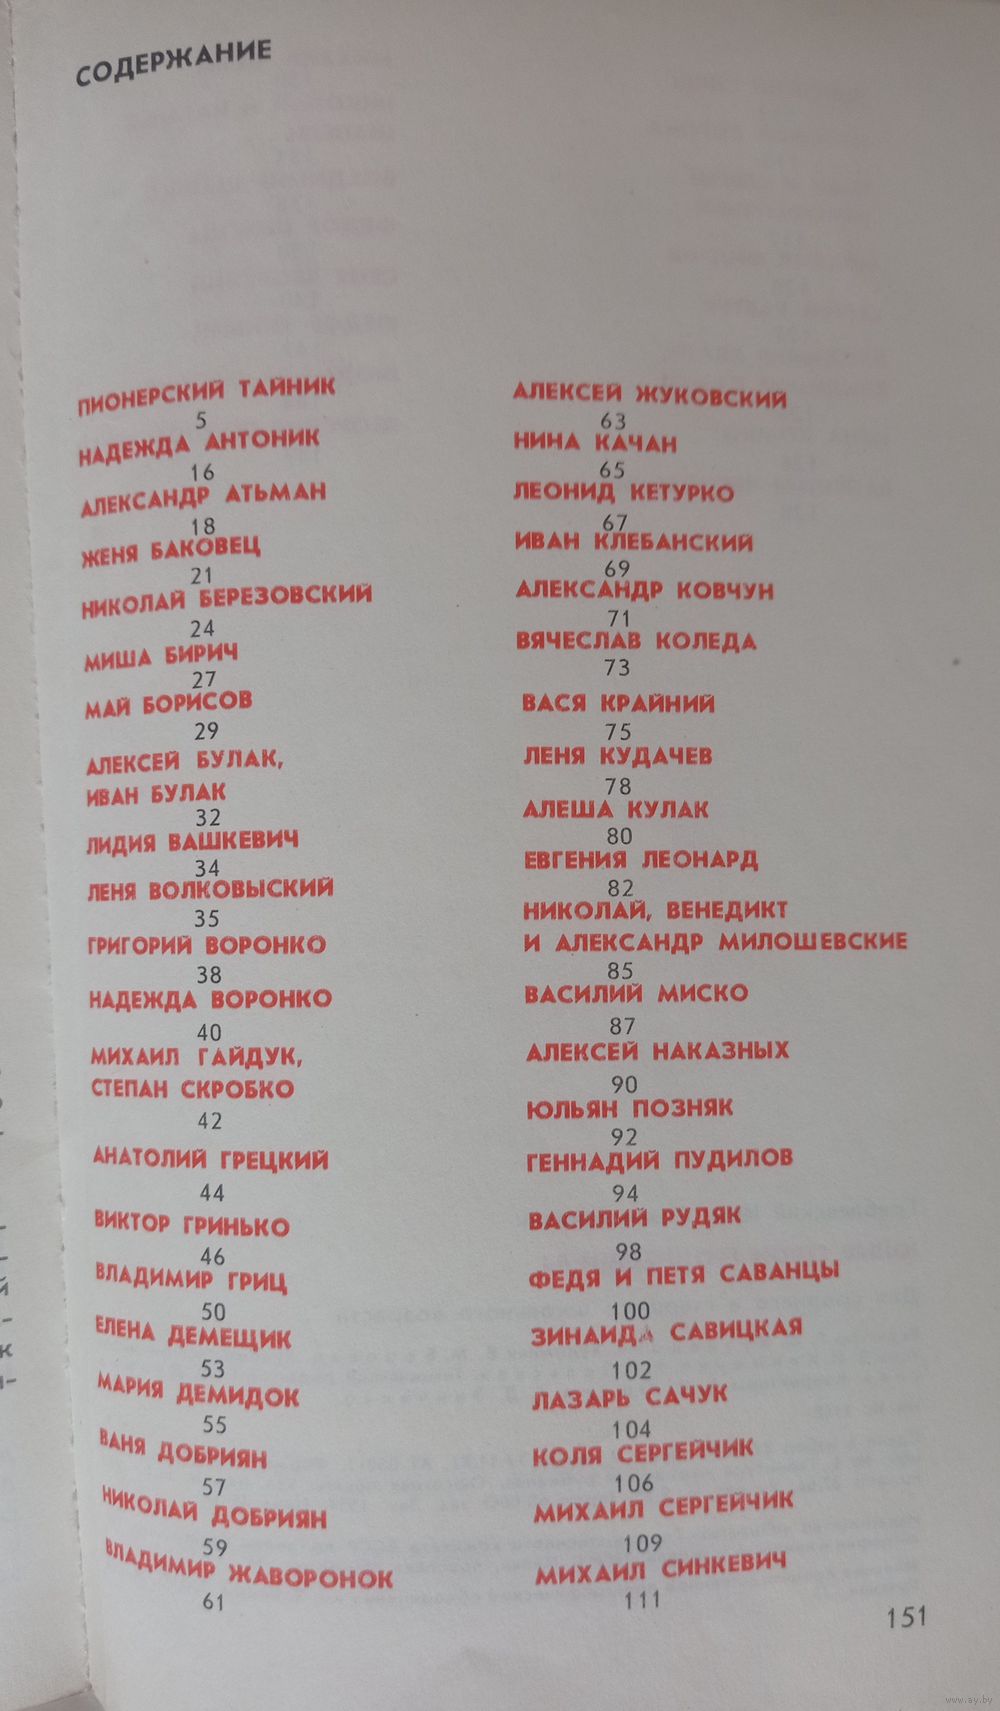 СОДЕРЖАНИЕ
ПИОНЕРСКИЙ ТАЙНИК
5
НАДЕЖДА АНТОНИК
16
АЛЕКСАНДР АТЬМАН
18
ЖЕНЯ БАКОВЕЦ
21
НИКОЛАЙ БЕРЕЗОВСКИЙ
24
МИША БИРИЧ
27
МАЙ БОРИСОВ
29
АЛЕКСЕЙ БУЛАК,
ИВАН БУЛАК
32
ЛИДИЯ ВАШКЕВИЧ
34
ЛЕНЯ ВОЛКОВЫСКИЙ
35
ГРИГОРИЙ ВОРОНКО
38
НАДЕЖДА ВОРОНКО
40
МИХАИЛ ГАЙДУК,
СТЕПАН СКРОБКО
42
АНАТОЛИЙ ГРЕЦКИЙ
44
ВИКТОР ГРИНЬКО
46
ВЛАДИМИР ГРИЦ
50
ЕЛЕНА ДЕМЕЩИК
53
МАРИЯ ДЕМИДОК
55
ВАНЯ ДОБРИЯН
57
НИКОЛАЙ ДОБРИЯН
59
ВЛАДИМИР ЖАВОРОНОК
61
АЛЕКСЕЙ ЖУКОВСКИЙ
63
НИНА КАЧАН
65
ЛЕОНИД КЕТУРКО
67
ИВАН КЛЕБАНСКИЙ
69
АЛЕКСАНДР КОВЧУН
71
ВЯЧЕСЛАВ КОЛЕДА
73
ВАСЯ КРАЙНИЙ
75
ЛЕНЯ КУДАЧЕВ
78
АЛЕША КУЛАК
80
ЕВГЕНИЯ ЛЕОНАРД
82
НИКОЛАЙ, ВЕНЕДИКТ
И АЛЕКСАНДР МИЛОШЕВСКИЕ
85
ВАСИЛИЙ МИСКО
87
АЛЕКСЕЙ НАКАЗНЫХ
90
ЮЛЬЯН ПОЗНЯК
92
ГЕННАДИЙ ПУДИЛОВ
94
ВАСИЛИЙ РУДЯК
98
ФЕДЯ И ПЕТЯ САВАНЦЫ
100
ЗИНАИДА САВИЦКАЯ
102
ЛАЗАРЬ САЧУК
104
КОЛЯ СЕРГЕЙЧИК
106
МИХАИЛ СЕРГЕЙЧИК
109
МИХАИЛ СИНКЕВИЧ
111
151
www.ay.by